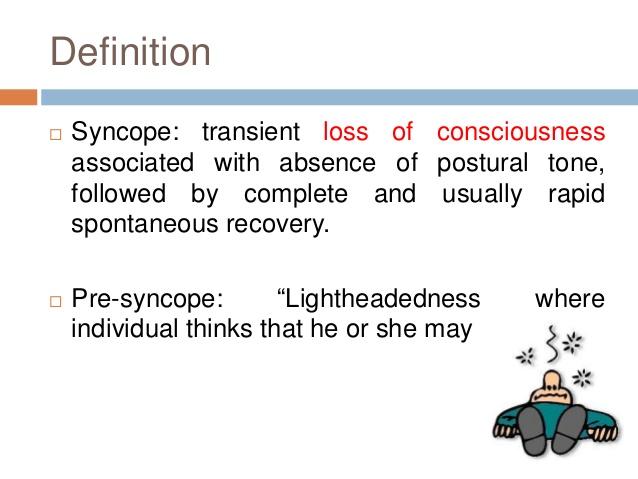 Definition
Syncope: transient loss of consciousness
associated with absence of postural tone,
followed by complete and usually rapid
spontaneous recovery.
Pre-syncope: “Lightheadedness where
individual thinks that he or she may